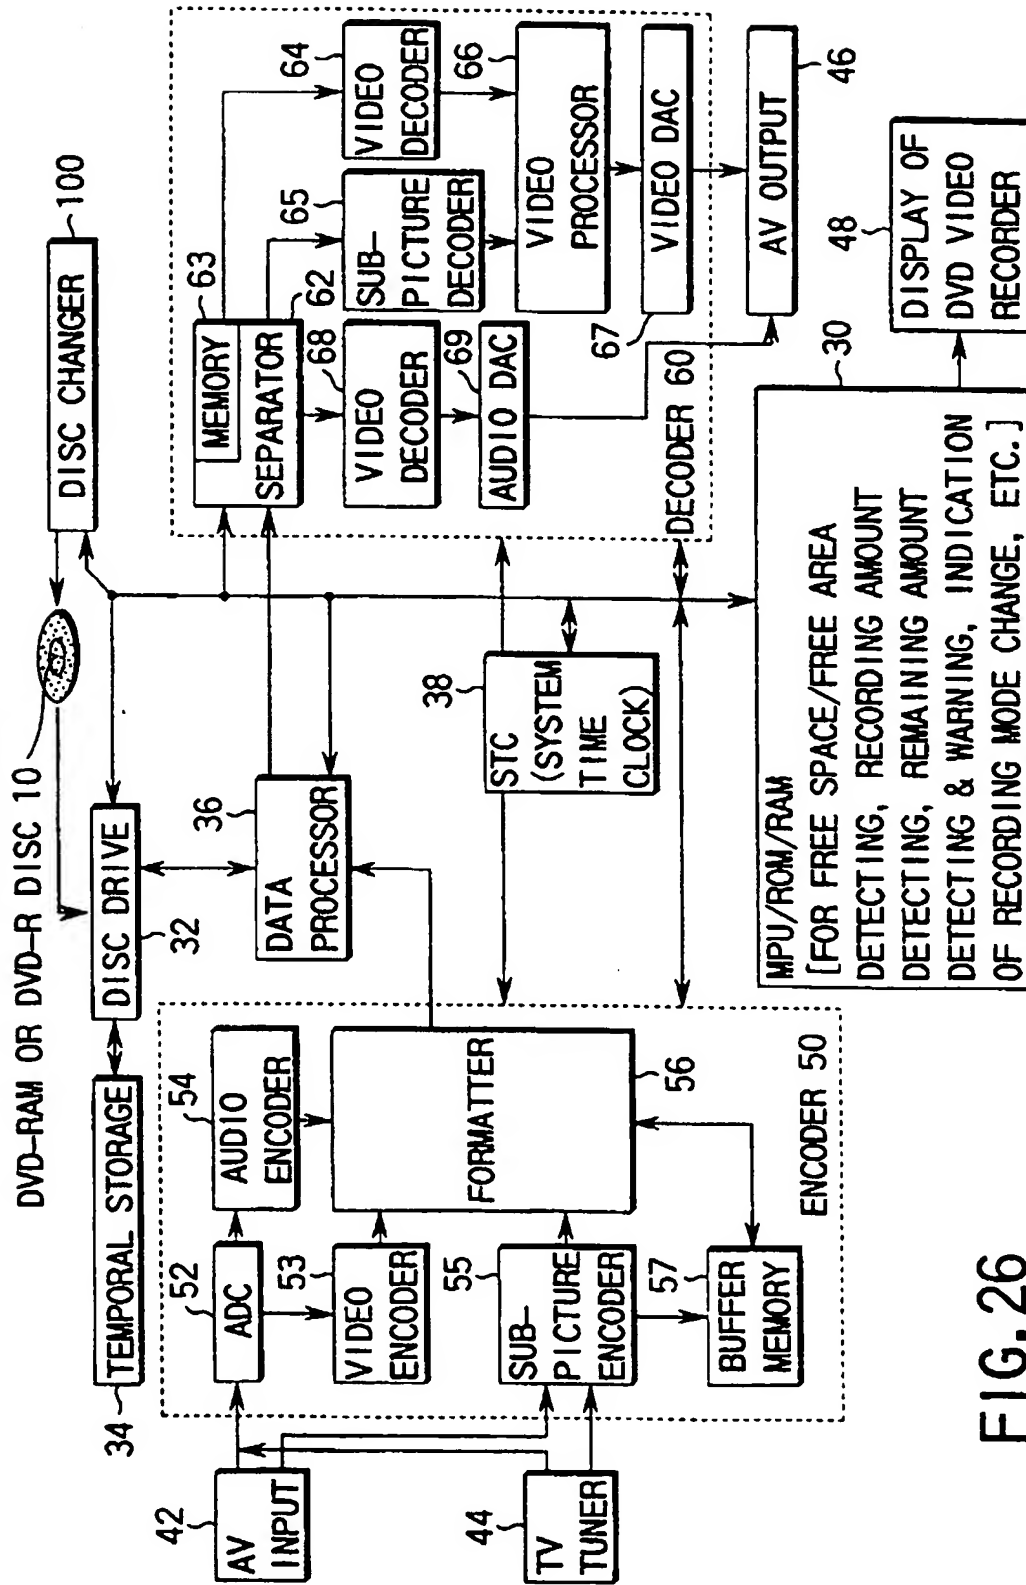 DVD-RAM OR DVD-R DISC 10
DISC CHANGER
100
34
TEMPORAL STORAGE
DISC DRIVE
32
42
AV
INPUT
44
TV
TUNER
52
ADC
54
AUDIO
ENCODER
53
VIDEO
ENCODER
55
SUB-
PICTURE
ENCODER
57
BUFFER
MEMORY
FORMATTER
56
ENCODER 50
36
DATA
PROCESSOR
38
STC
(SYSTEM
TIME
CLOCK)
MEMORY
63
SEPARATOR
62
68
VIDEO
DECODER
69
AUDIO DAC
65
SUB-
PICTURE
DECODER
64
VIDEO
DECODER
66
VIDEO
PROCESSOR
67
VIDEO DAC
DECODER 60
AV OUTPUT
46
30
MPU/ROM/RAM
[FOR FREE SPACE/FREE AREA
DETECTING, RECORDING AMOUNT
DETECTING, REMAINING AMOUNT
DETECTING & WARNING, INDICATION
OF RECORDING MODE CHANGE, ETC.]
48
DISPLAY OF
DVD VIDEO
RECORDER
FIG. 26